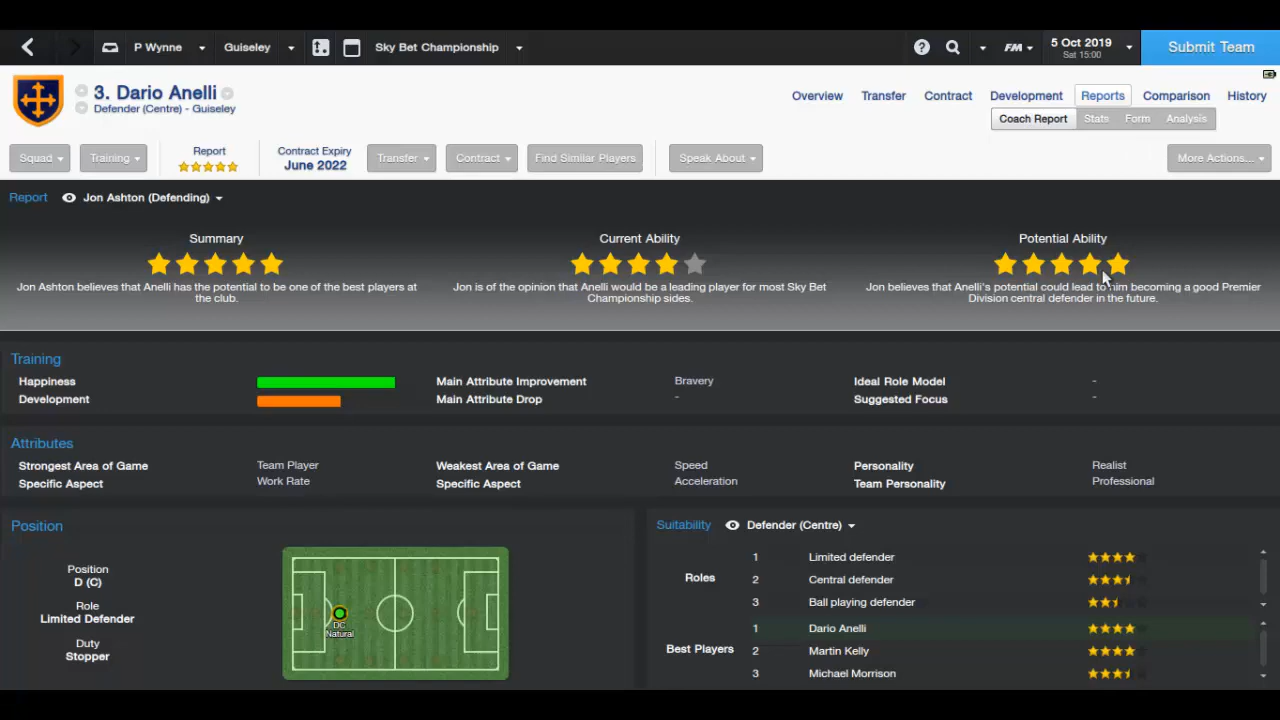 P Wynne
Guiseley
Sky Bet Championship
?
FM
5 Oct 2019
Sat 15:00
Submit Team
3. Dario Anelli
Defender (Centre) - Guiseley
Overview
Transfer
Contract
Development
Reports
Comparison
History
Coach Report
Stats
Form
Analysis
Squad
Training
Report
Contract Expiry
June 2022
Transfer
Contract
Find Similar Players
Speak About
More Actions...
Report
Jon Ashton (Defending)
Summary
Current Ability
Potential Ability
Jon Ashton believes that Anelli has the potential to be one of the best players at
the club.
Jon is of the opinion that Anelli would be a leading player for most Sky Bet
Championship sides.
Jon believes that Anelli's potential could lead to him becoming a good Premier
Division central defender in the future.
Training
Happiness
Main Attribute Improvement
Bravery
Ideal Role Model
-
Development
Main Attribute Drop
-
Suggested Focus
-
Attributes
Strongest Area of Game
Team Player
Weakest Area of Game
Speed
Personality
Realist
Specific Aspect
Work Rate
Specific Aspect
Acceleration
Team Personality
Professional
Position
Position
D (C)
Role
Limited Defender
Duty
Stopper
DC
Natural
Suitability
Defender (Centre)
Roles
1 Limited defender
2 Central defender
3 Ball playing defender
Best Players
1 Dario Anelli
2 Martin Kelly
3 Michael Morrison